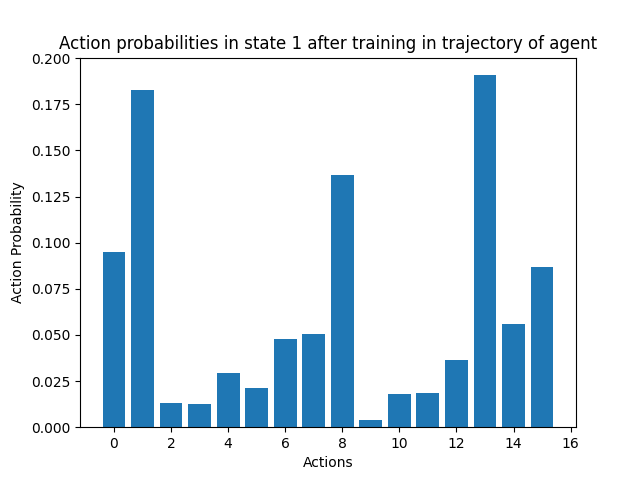 Action probabilities in state 1 after training in trajectory of agent
0.200
0.175
0.150
0.125
0.100
0.075
0.050
0.025
0.000
Action Probability
0 2 4 6 8 10 12 14 16
Actions